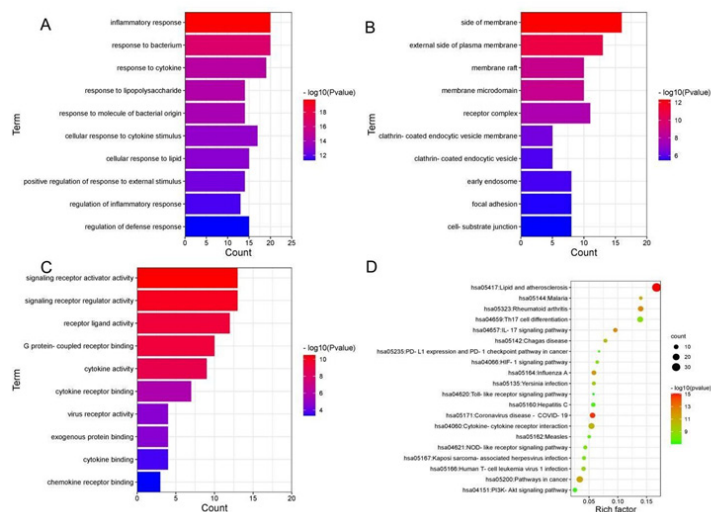 A
Term
inflammatory response
response to bacterium
response to cytokine
response to lipopolysaccharide
response to molecule of bacterial origin
cellular response to cytokine stimulus
cellular response to lipid
positive regulation of response to external stimulus
regulation of inflammatory response
regulation of defense response
0 5 10 15 20 25
Count
- log10(Pvalue)
18
16
14
12
B
Term
side of membrane
external side of plasma membrane
membrane raft
membrane microdomain
receptor complex
clathrin- coated endocytic vesicle membrane
clathrin- coated endocytic vesicle
early endosome
focal adhesion
cell- substrate junction
0 5 10 15 20
Count
- log10(Pvalue)
12
10
8
6
C
Term
signaling receptor activator activity
signaling receptor regulator activity
receptor ligand activity
G protein- coupled receptor binding
cytokine activity
cytokine receptor binding
virus receptor activity
exogenous protein binding
cytokine binding
chemokine receptor binding
0 5 10 15
Count
- log10(Pvalue)
10
8
6
4
D
hsa05417:Lipid and atherosclerosis
hsa05144:Malaria
hsa05323:Rheumatoid arthritis
hsa04659:Th17 cell differentiation
hsa04657:IL- 17 signaling pathway
hsa05142:Chagas disease
hsa05235:PD- L1 expression and PD- 1 checkpoint pathway in cancer
hsa04066:HIF- 1 signaling pathway
hsa05164:Influenza A
hsa05135:Yersinia infection
hsa04620:Toll- like receptor signaling pathway
hsa05160:Hepatitis C
hsa05171:Coronavirus disease - COVID- 19
hsa04060:Cytokine- cytokine receptor interaction
hsa05162:Measles
hsa04621:NOD- like receptor signaling pathway
hsa05167:Kaposi sarcoma- associated herpesvirus infection
hsa05166:Human T- cell leukemia virus 1 infection
hsa05200:Pathways in cancer
hsa04151:PI3K- Akt signaling pathway
0.05 0.10 0.15
Rich factor
count
10
20
30
-log10(pvalue)
15
13
11
9
7